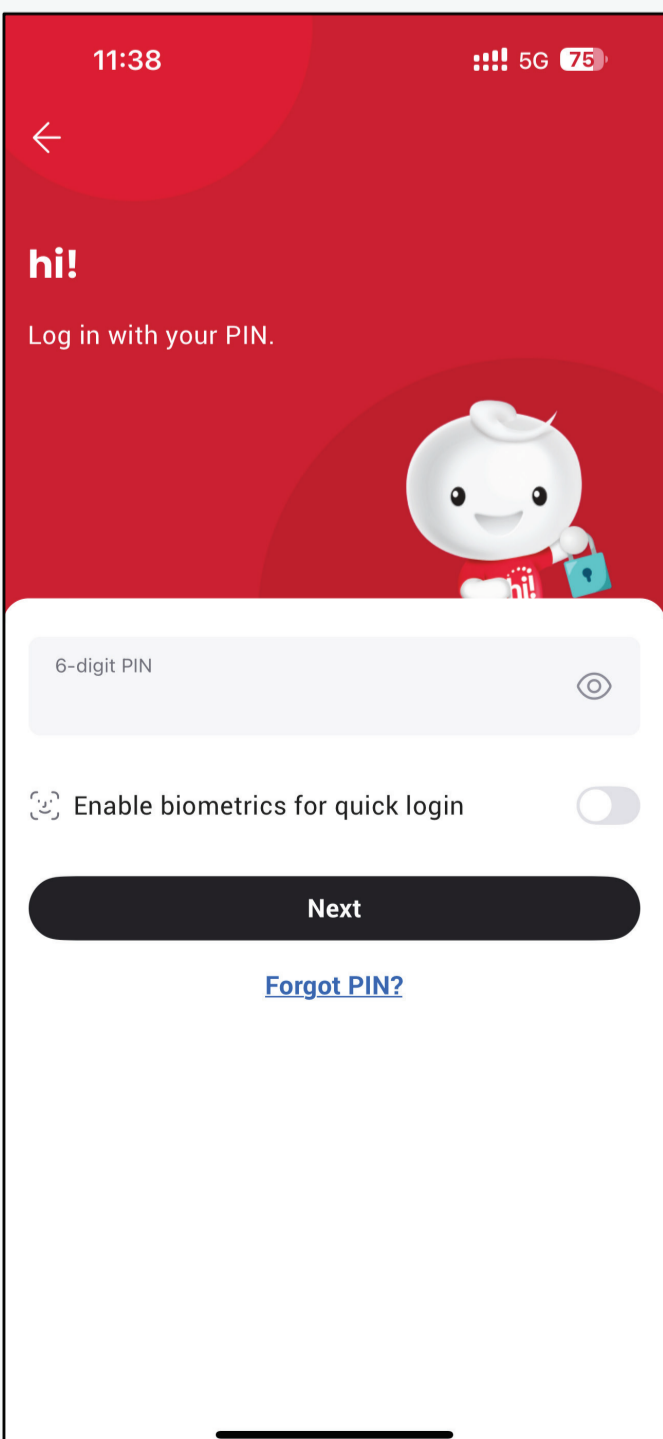 11:38
5G 75
hi!
Log in with your PIN.
hi!
6-digit PIN
Enable biometrics for quick login
Next
Forgot PIN?